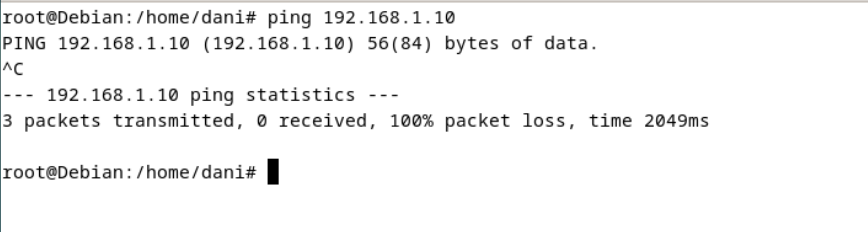 root@Debian:/home/dani# ping 192.168.1.10
PING 192.168.1.10 (192.168.1.10) 56(84) bytes of data.
^C
--- 192.168.1.10 ping statistics ---
3 packets transmitted, 0 received, 100% packet loss, time 2049ms
root@Debian:/home/dani#